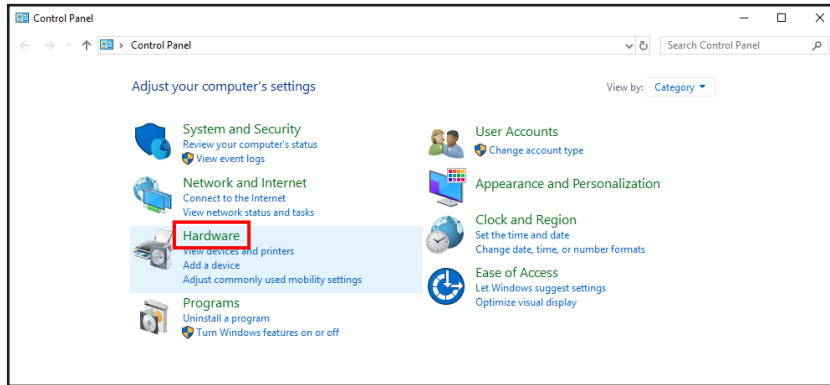 Control Panel
Control Panel
Search Control Panel
Adjust your computer's settings
View by: Category
System and Security
Review your computer's status
View event logs
Network and Internet
Connect to the Internet
View network status and tasks
Hardware
View devices and printers
Add a device
Adjust commonly used mobility settings
Programs
Uninstall a program
Turn Windows features on or off
User Accounts
Change account type
Appearance and Personalization
Clock and Region
Set the time and date
Change date, time, or number formats
Ease of Access
Let Windows suggest settings
Optimize visual display